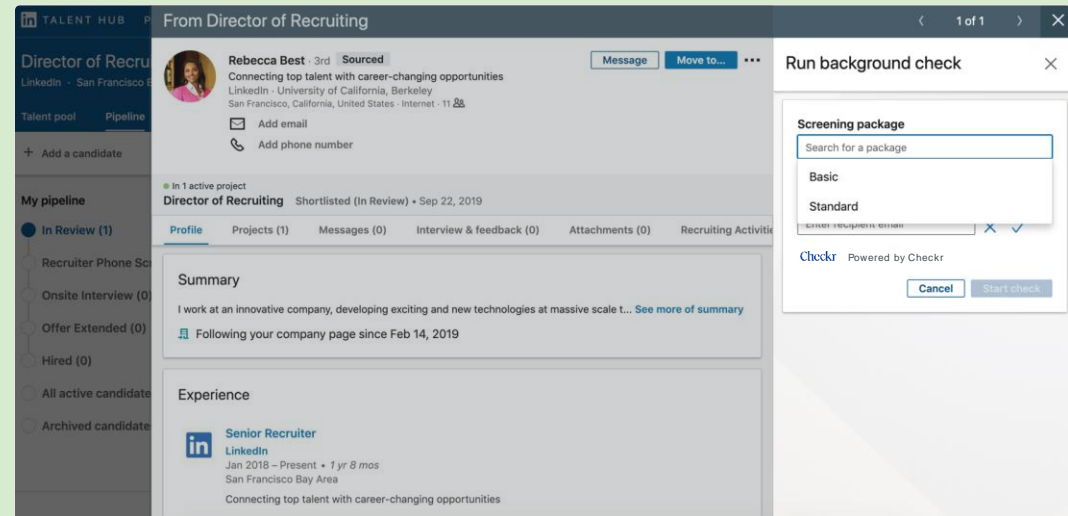 in TALENT HUB P
From Director of Recruiting
1 of 1
Director of Recru
LinkedIn · San Francisco
Talent pool Pipeline
+ Add a candidate
My pipeline
In Review (1)
Recruiter Phone Scr
Onsite Interview (0)
Offer Extended (0)
Hired (0)
All active candidate
Archived candidate
Rebecca Best · 3rd Sourced
Connecting top talent with career-changing opportunities
LinkedIn · University of California, Berkeley
San Francisco, California, United States · Internet · 11
Add email
Add phone number
Message Move to... •••
In 1 active project
Director of Recruiting Shortlisted (In Review) • Sep 22, 2019
Profile Projects (1) Messages (0) Interview & feedback (0) Attachments (0) Recruiting Activitie
Summary
I work at an innovative company, developing exciting and new technologies at massive scale t... See more of summary
Following your company page since Feb 14, 2019
Experience
in
Senior Recruiter
LinkedIn
Jan 2018 – Present • 1 yr 8 mos
San Francisco Bay Area
Connecting top talent with career-changing opportunities
Run background check
Screening package
Search for a package
Basic
Standard
Enter recipient email
Checkr Powered by Checkr
Cancel Start check